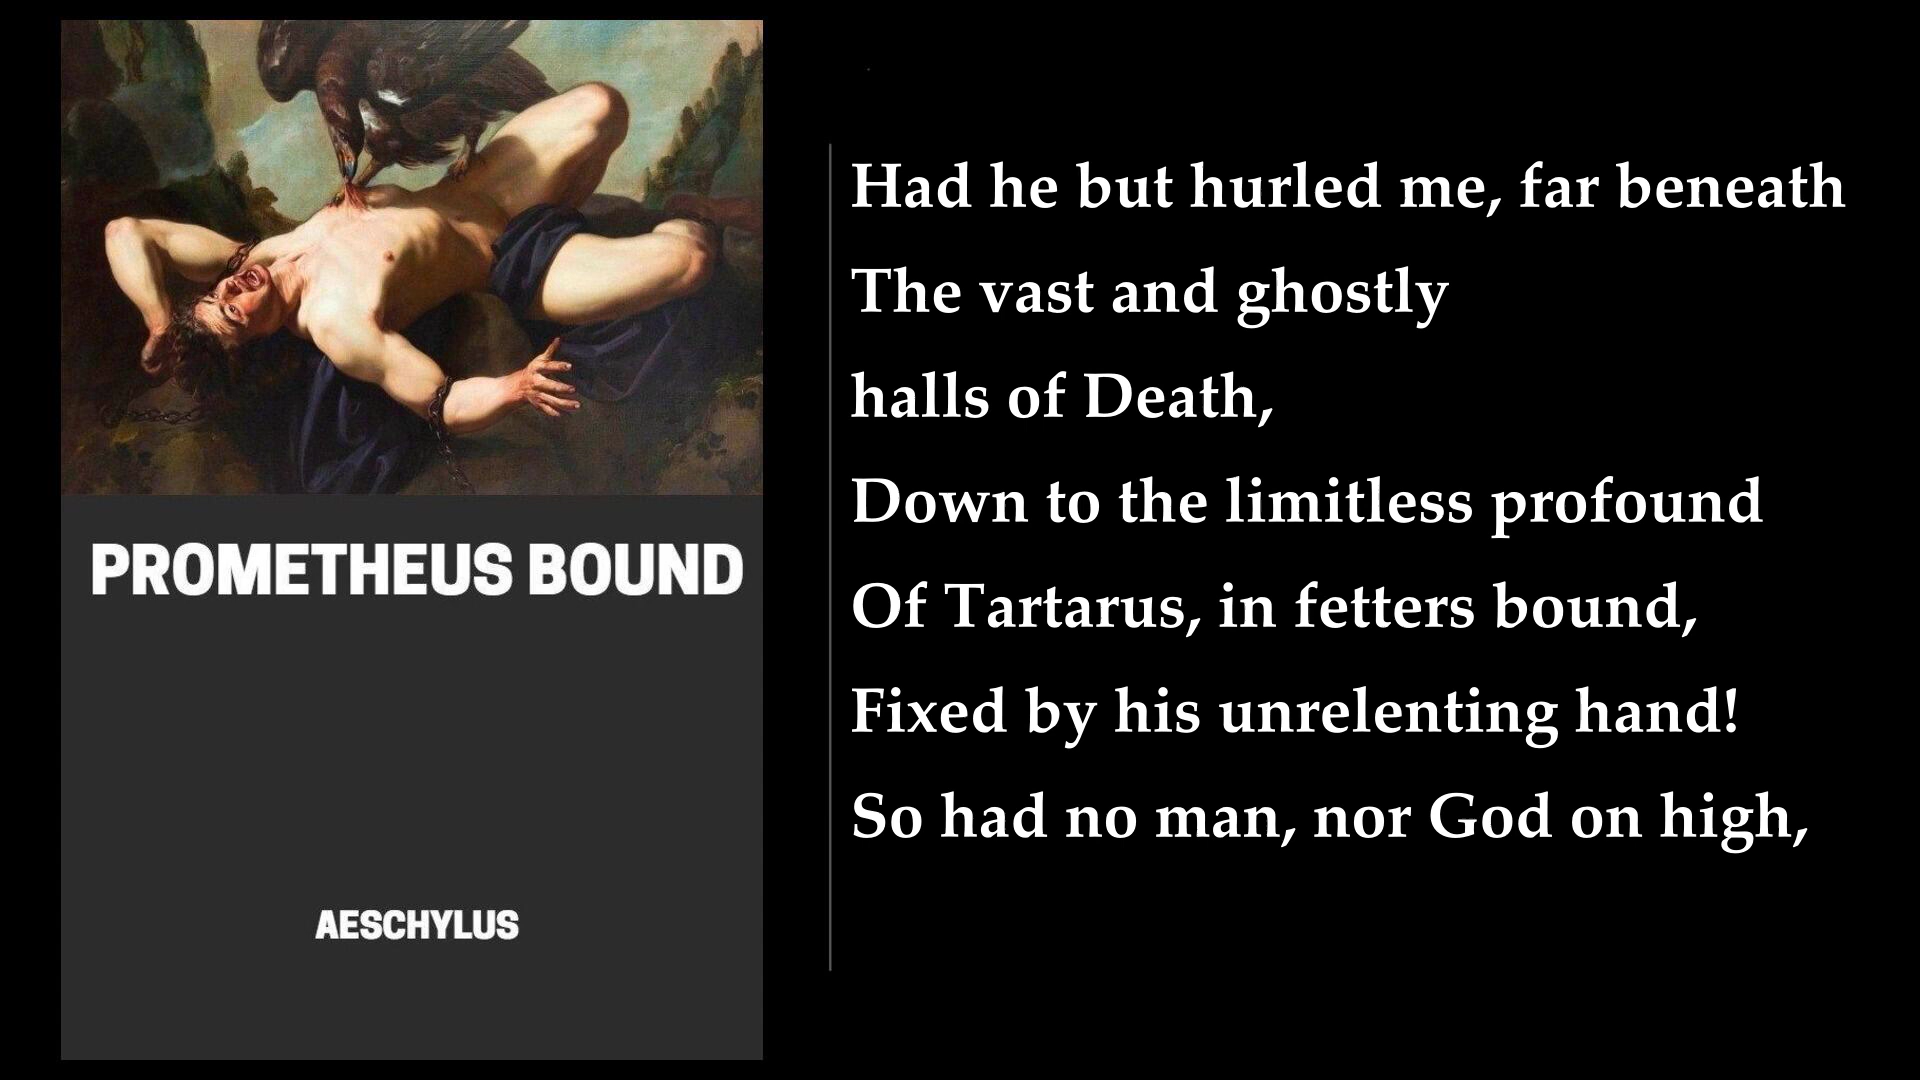 PROMETHEUS BOUND
AESCHYLUS
Had he but hurled me, far beneath
The vast and ghostly
halls of Death,
Down to the limitless profound
Of Tartarus, in fetters bound,
Fixed by his unrelenting hand!
So had no man, nor God on high,